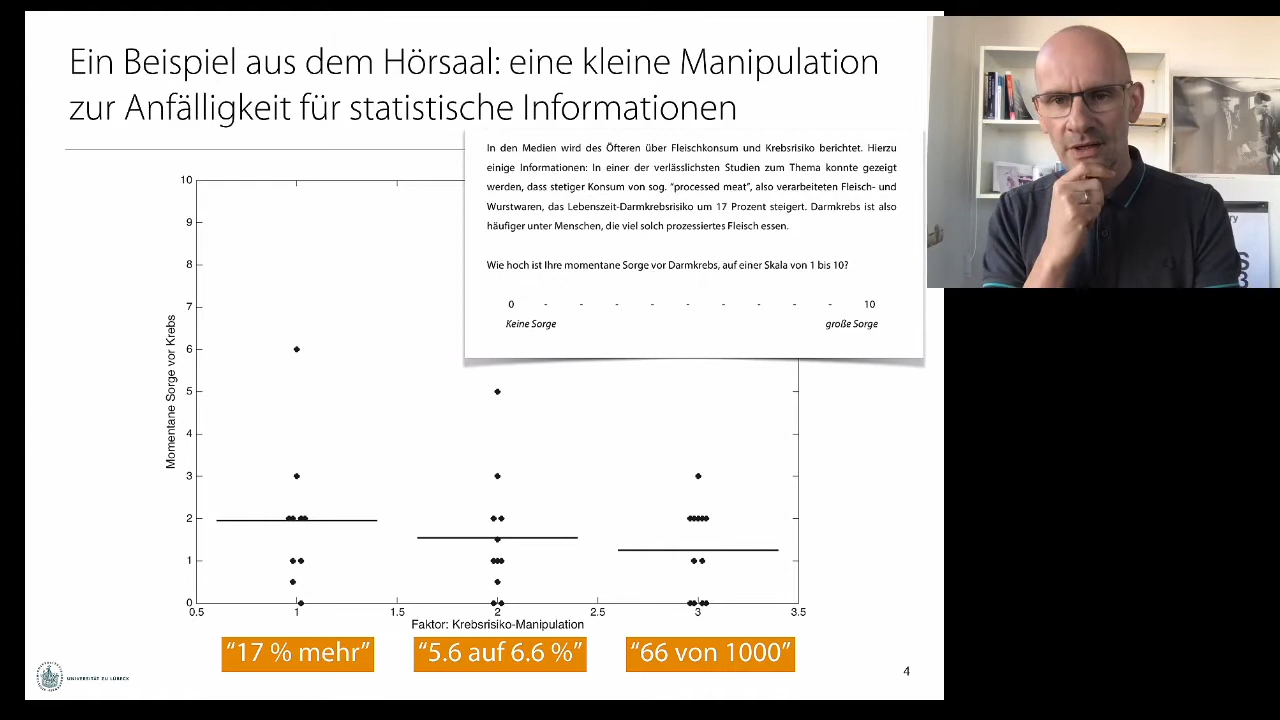 Ein Beispiel aus dem Hörsaal: eine kleine Manipulation
zur Anfälligkeit für statistische Informationen
In den Medien wird des Öfteren über Fleischkonsum und Krebsrisiko berichtet. Hierzu
einige Informationen: In einer der verlässlichsten Studien zum Thema konnte gezeigt
werden, dass stetiger Konsum von sog. "processed meat", also verarbeiteten Fleisch- und
Wurstwaren, das Lebenszeit-Darmkrebsrisiko um 17 Prozent steigert. Darmkrebs ist also
häufiger unter Menschen, die viel solch prozessiertes Fleisch essen.
Wie hoch ist Ihre momentane Sorge vor Darmkrebs, auf einer Skala von 1 bis 10?
0 - - - - - - - - - 10
Keine Sorge große Sorge
Momentane Sorge vor Krebs
10
9
8
7
6
5
4
3
2
1
0
0.5 1 1.5 2 2.5 3 3.5
Faktor: Krebsrisiko-Manipulation
“17 % mehr” “5.6 auf 6.6 %” “66 von 1000”
UNIVERSITÄT ZU LÜBECK
4